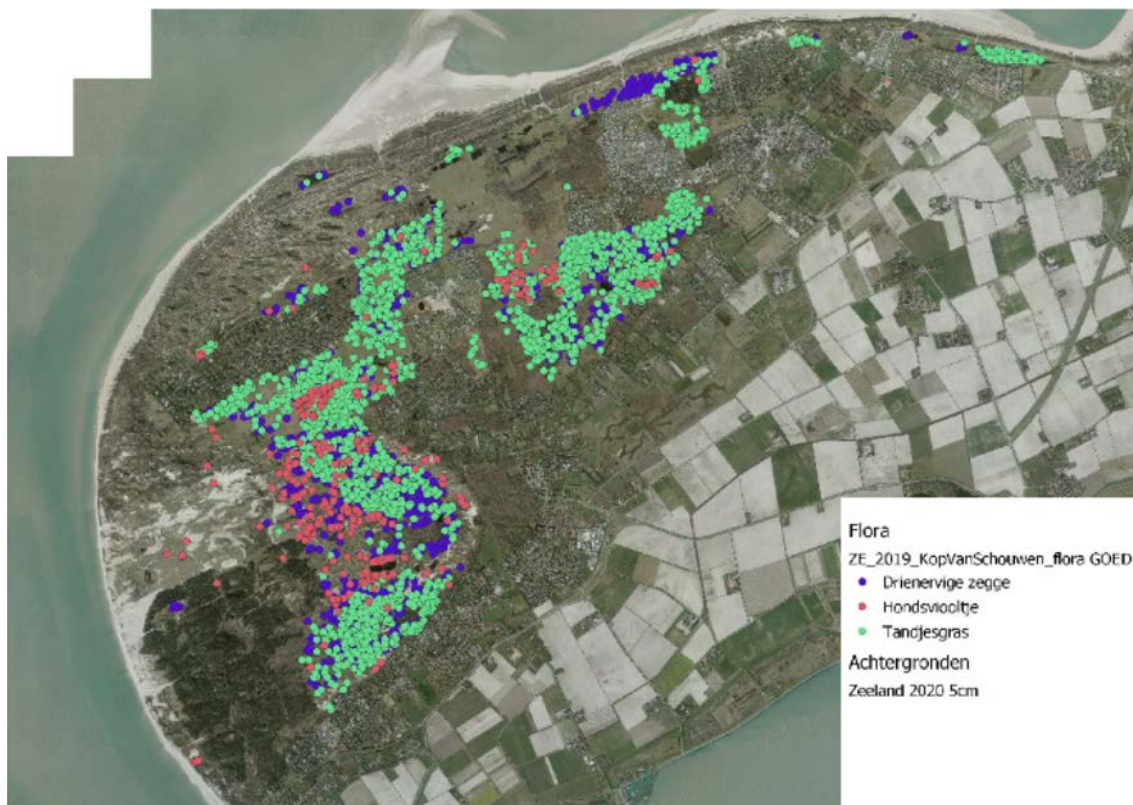 Flora
ZE_2019_KopVanSchouwen_flora GOED
Drienervige zegge
Hondsviooltje
Tandjesgras
Achtergronden
Zeeland 2020 5cm